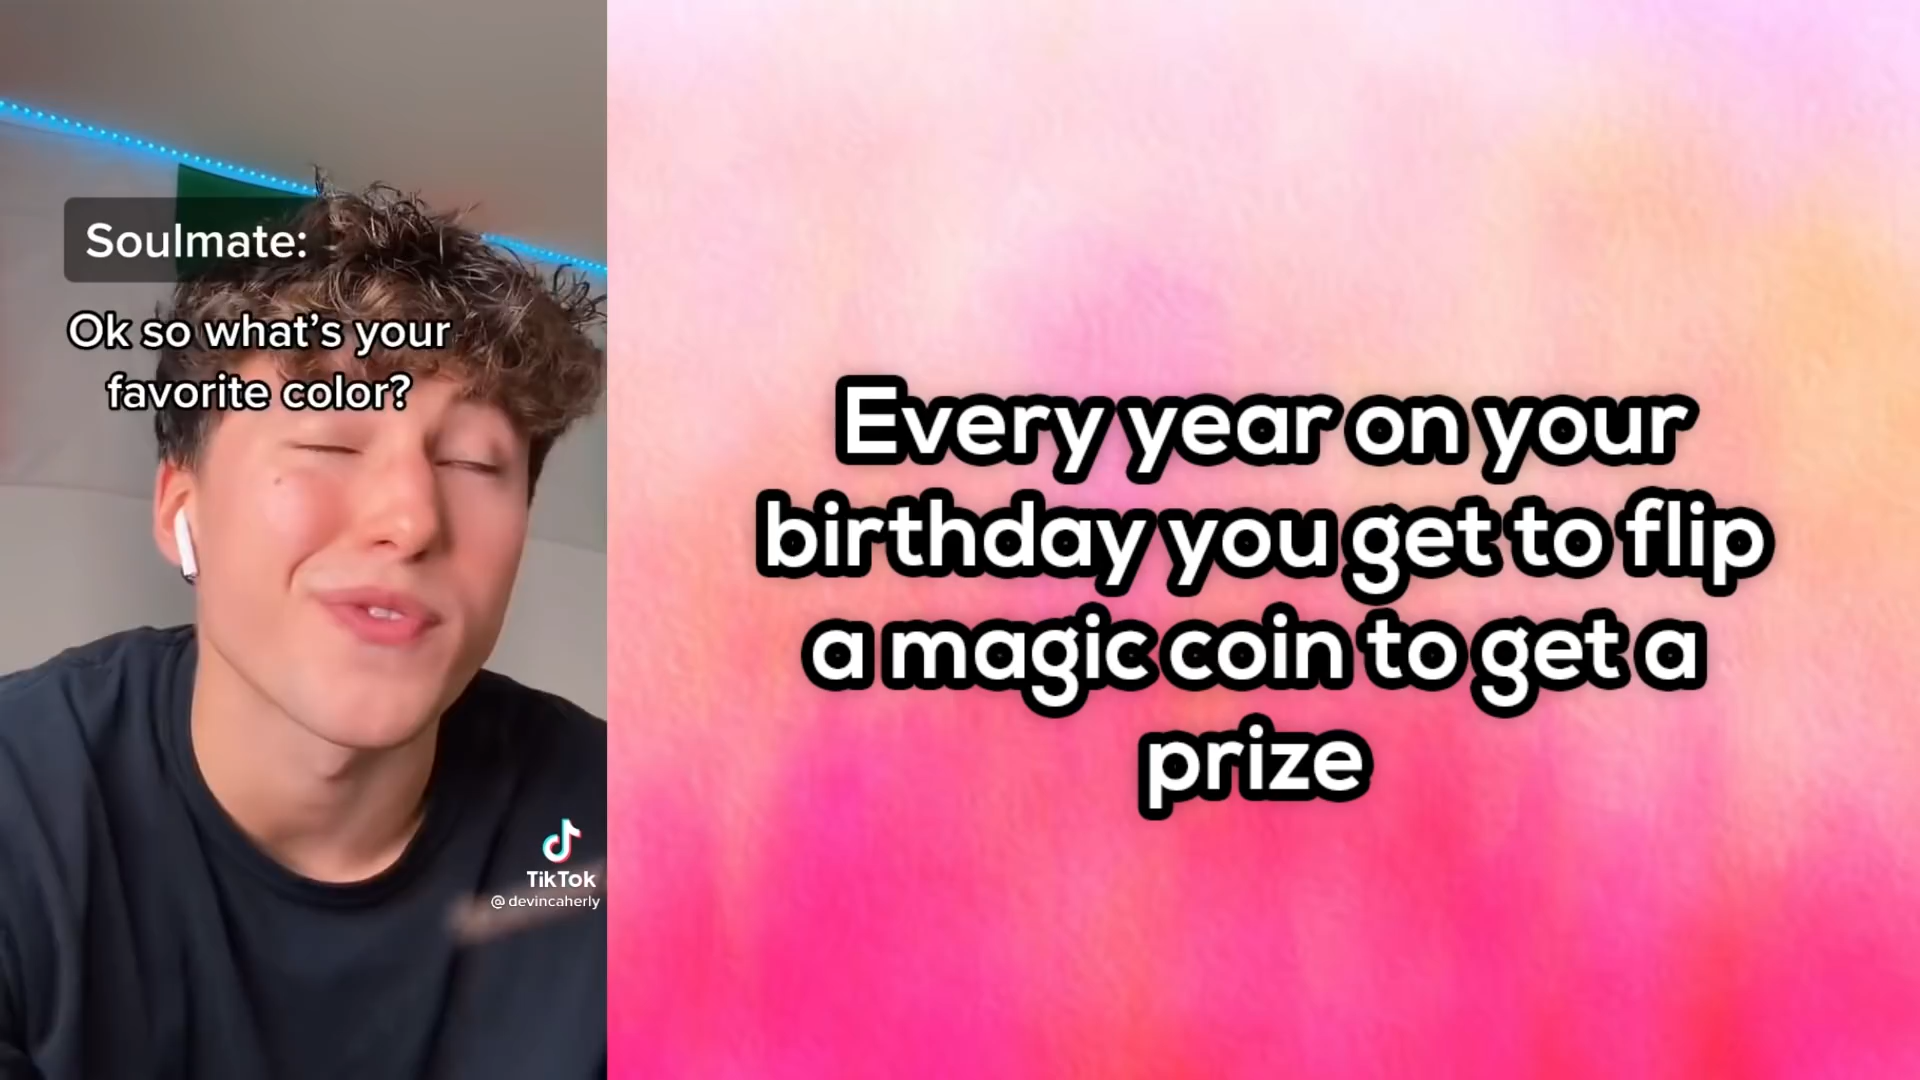 Soulmate:
Ok so what's your
favorite color?
TikTok
@devincaherly
Every year on your
birthday you get to flip
a magic coin to get a
prize